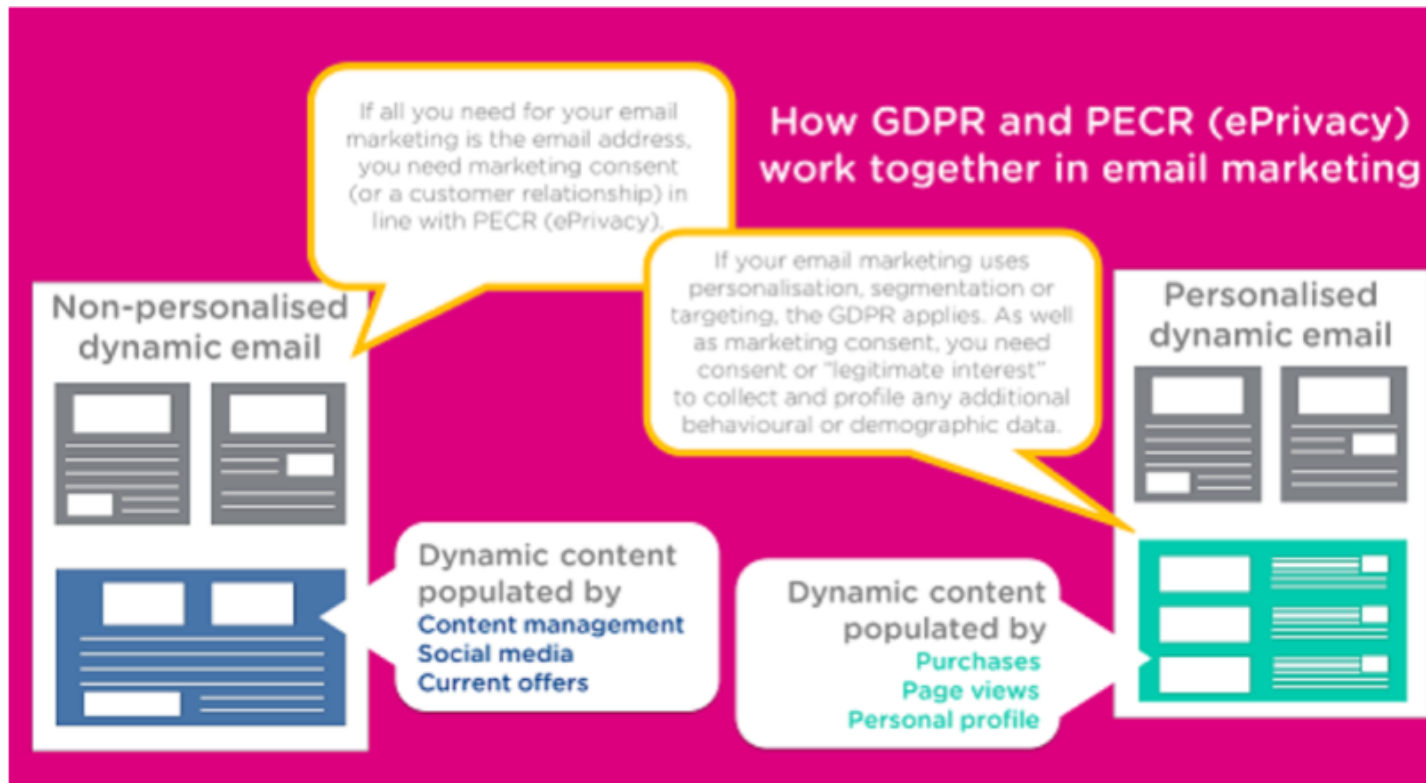 How GDPR and PECR (ePrivacy)
work together in email marketing
If all you need for your email
marketing is the email address,
you need marketing consent
(or a customer relationship) in
line with PECR (ePrivacy).
If your email marketing uses
personalisation, segmentation or
targeting, the GDPR applies. As well
as marketing consent, you need
consent or “legitimate interest”
to collect and profile any additional
behavioural or demographic data.
Non-personalised
dynamic email
Personalised
dynamic email
Dynamic content
populated by
Content management
Social media
Current offers
Dynamic content
populated by
Purchases
Page views
Personal profile